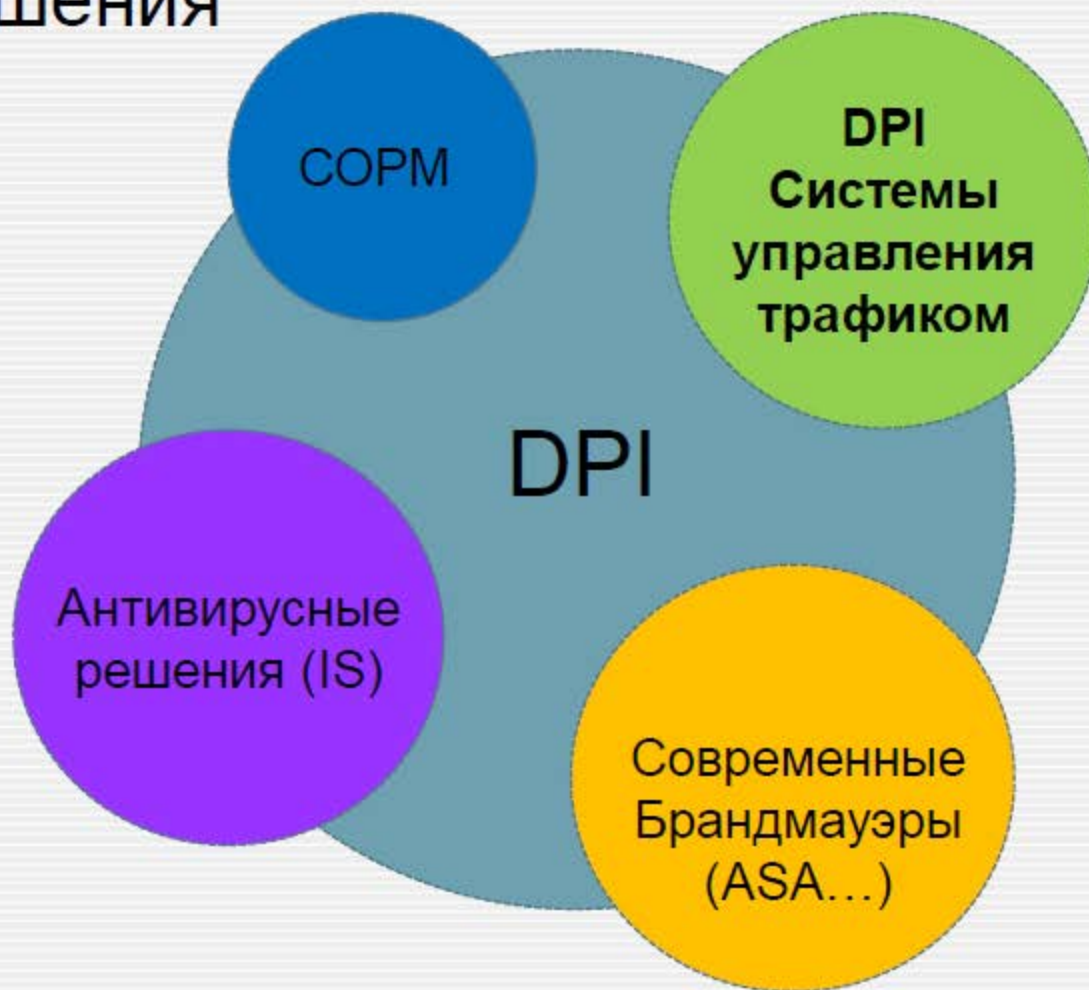 шения
СОРМ
DPI
Системы
управления
трафиком
DPI
Антивирусные
решения (IS)
Современные
Брандмауэры
(ASA…)